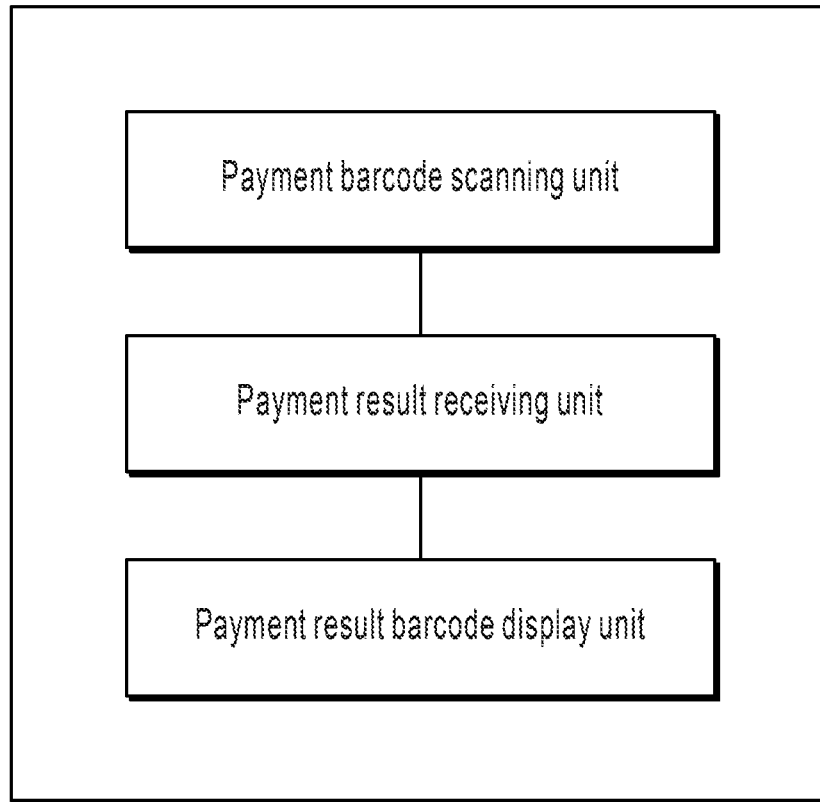 Payment barcode scanning unit
Payment result receiving unit
Payment result barcode display unit